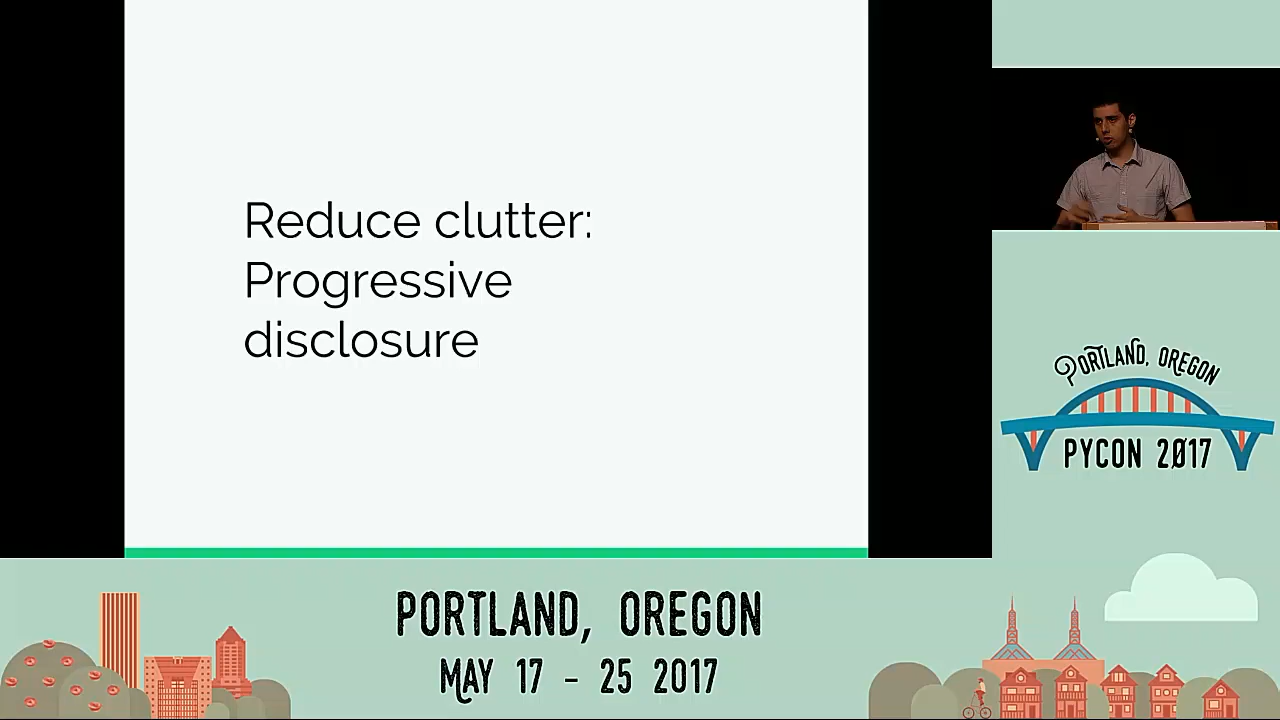 Reduce clutter:
Progressive
disclosure
PORTLAND, OREGON
PYCON 2017
PORTLAND, OREGON
MAY 17 - 25 2017